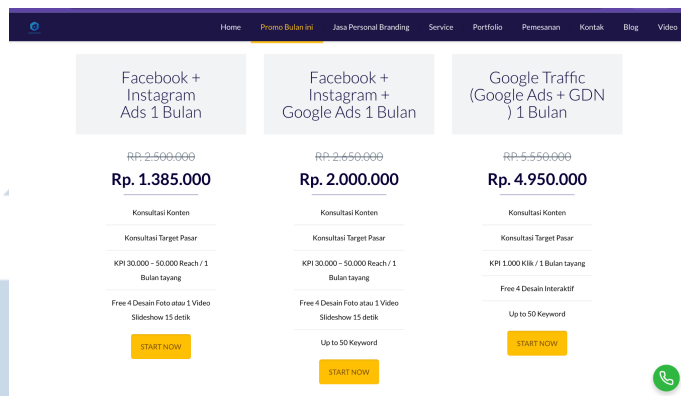 Home Promo Bulan ini Jasa Personal Branding Service Portfolio Pemesanan Kontak Blog Video
Facebook +
Instagram
Ads 1 Bulan
RP. 2.500.000
Rp. 1.385.000
Konsultasi Konten
Konsultasi Target Pasar
KPI 30.000 – 50.000 Reach / 1
Bulan tayang
Free 4 Desain Foto atau 1 Video
Slideshow 15 detik
START NOW
Facebook +
Instagram +
Google Ads 1 Bulan
RP. 2.650.000
Rp. 2.000.000
Konsultasi Konten
Konsultasi Target Pasar
KPI 30.000 – 50.000 Reach / 1
Bulan tayang
Free 4 Desain Foto atau 1 Video
Slideshow 15 detik
Up to 50 Keyword
START NOW
Google Traffic
(Google Ads + GDN
) 1 Bulan
RP. 5.550.000
Rp. 4.950.000
Konsultasi Konten
Konsultasi Target Pasar
KPI 1.000 Klik / 1 Bulan tayang
Free 4 Desain Interaktif
Up to 50 Keyword
START NOW